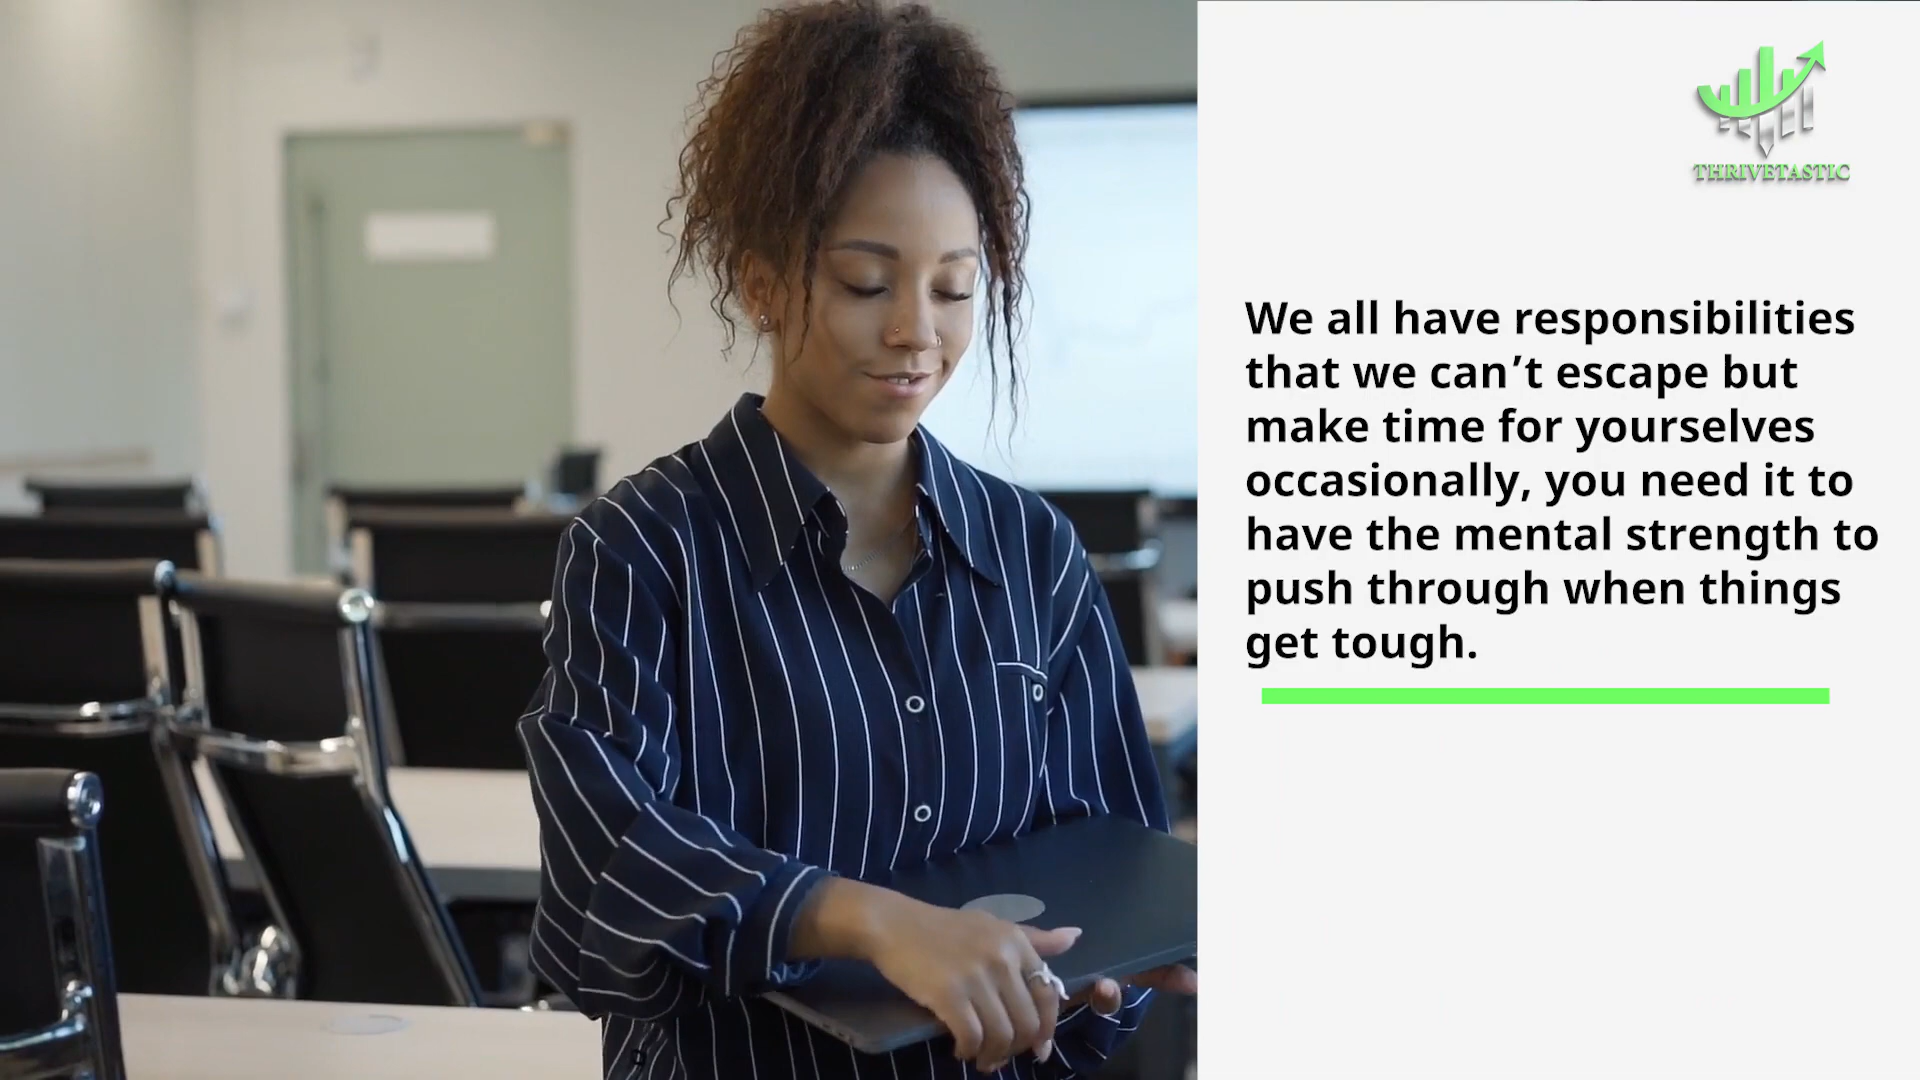 THRIVETASTIC
We all have responsibilities
that we can’t escape but
make time for yourselves
occasionally, you need it to
have the mental strength to
push through when things
get tough.